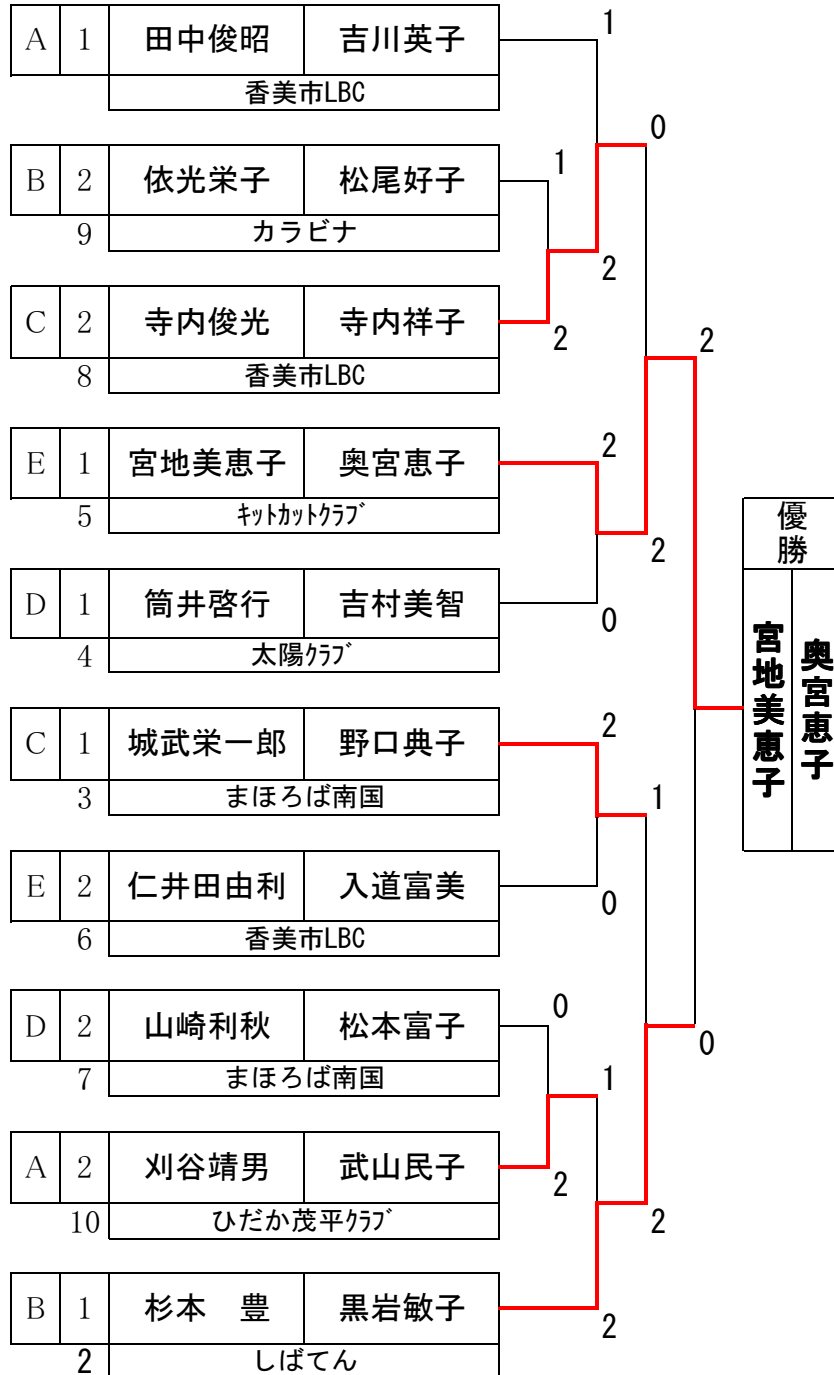 A 1 田中俊昭 吉川英子 1
香美市LBC
0
B 2 依光栄子 松尾好子 1
9 カラビナ
2
C 2 寺内俊光 寺内祥子 2
2
8 香美市LBC
E 1 宮地美恵子 奥宮恵子 2
5 キットカットクラブ
2
優勝
D 1 筒井啓行 吉村美智 0
4 太陽クラブ
宮地美恵子 奥宮恵子
C 1 城武栄一郎 野口典子 2
3 まほろば南国
1
E 2 仁井田由利 入道富美 0
6 香美市LBC
D 2 山崎利秋 松本富子 0
0
7 まほろば南国
1
A 2 刈谷靖男 武山民子 2
10 ひだか茂平クラブ
2
B 1 杉本 豊 黒岩敏子 2
2 しばてん